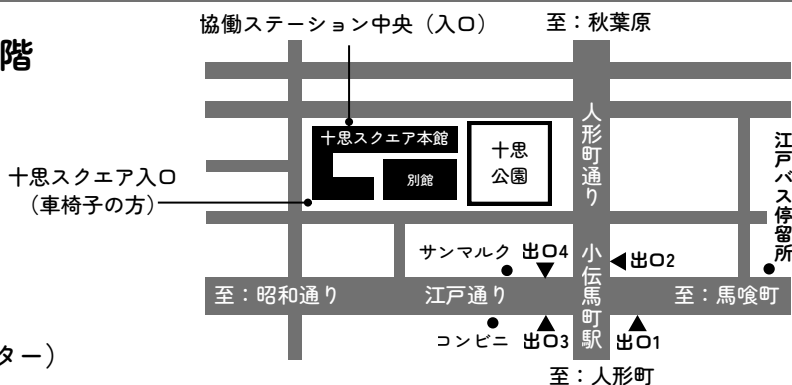 階
協働ステーション中央（入口）
至：秋葉原
十思スクエア本館
別館
十思
公園
人形町通り
江戸バス停留所
十思スクエア入口
（車椅子の方）
サンマルク
出口4
小伝馬町駅
出口2
至：昭和通り
江戸通り
至：馬喰町
コンビニ
出口3
出口1
ター）
至：人形町